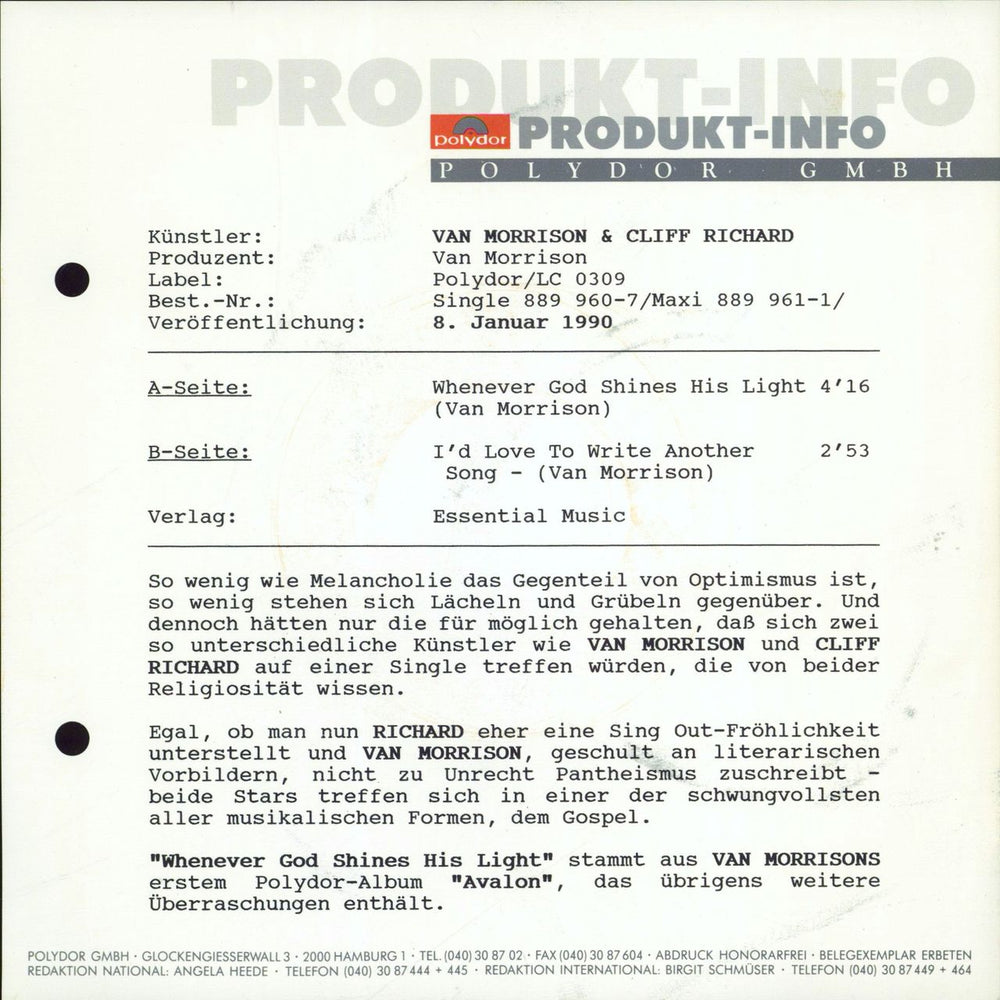 PRODUKT-INFO
polydor PRODUKT-INFO
POLYDOR GMBH
Künstler: VAN MORRISON & CLIFF RICHARD
Produzent: Van Morrison
Label: Polydor/LC 0309
Best.-Nr.: Single 889 960-7/Maxi 889 961-1/
Veröffentlichung: 8. Januar 1990
A-Seite: Whenever God Shines His Light 4'16
(Van Morrison)
B-Seite: I'd Love To Write Another 2'53
Song - (Van Morrison)
Verlag: Essential Music
So wenig wie Melancholie das Gegenteil von Optimismus ist,
so wenig stehen sich Lächeln und Grübeln gegenüber. Und
dennoch hätten nur die für möglich gehalten, daß sich zwei
so unterschiedliche Künstler wie VAN MORRISON und CLIFF
RICHARD auf einer Single treffen würden, die von beider
Religiosität wissen.
Egal, ob man nun RICHARD eher eine Sing Out-Fröhlichkeit
unterstellt und VAN MORRISON, geschult an literarischen
Vorbildern, nicht zu Unrecht Pantheismus zuschreibt -
beide Stars treffen sich in einer der schwungvollsten
aller musikalischen Formen, dem Gospel.
"Whenever God Shines His Light" stammt aus VAN MORRISONS
erstem Polydor-Album "Avalon", das übrigens weitere
Überraschungen enthält.
POLYDOR GMBH · GLOCKENGIESSERWALL 3 · 2000 HAMBURG 1 · TEL. (040) 30 87 02 · FAX (040) 30 87 604 · ABDRUCK HONORARFREI · BELEGEXEMPLAR ERBETEN
REDAKTION NATIONAL: ANGELA HEEDE · TELEFON (040) 30 87 444 + 445 · REDAKTION INTERNATIONAL: BIRGIT SCHMÜSER · TELEFON (040) 30 87 449 + 464